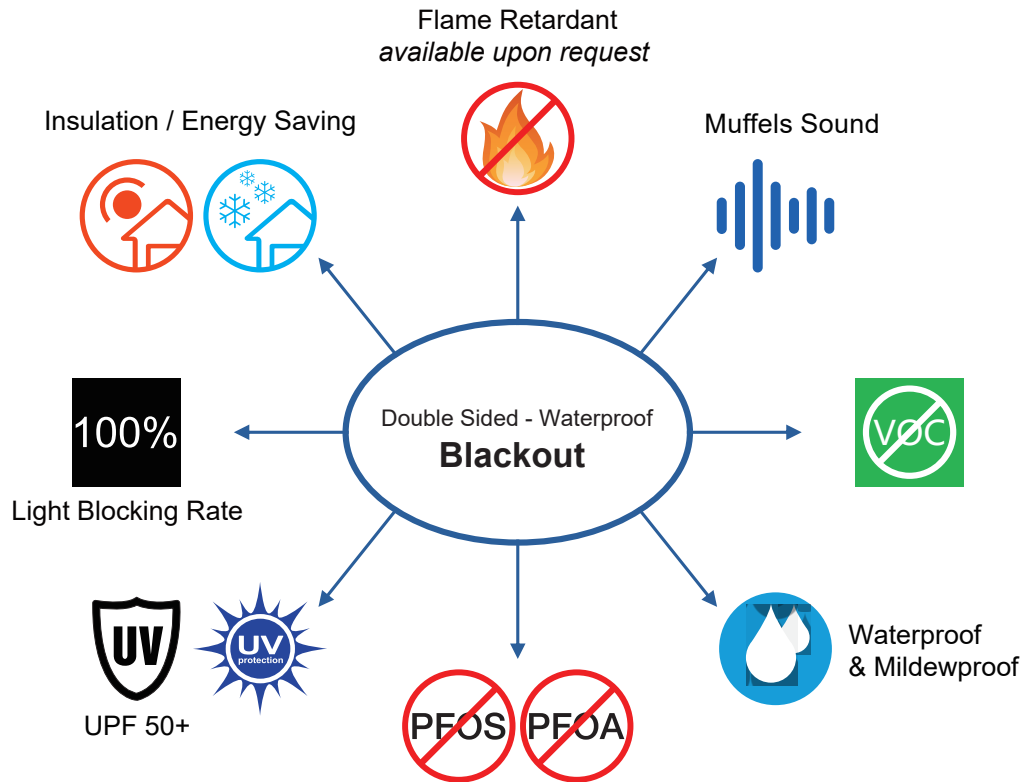 Flame Retardant
available upon request
Insulation / Energy Saving
Muffels Sound
Double Sided - Waterproof
Blackout
100%
Light Blocking Rate
VOC
UV
UPF 50+
UV
protection
PFOS
PFOA
Waterproof
& Mildewproof